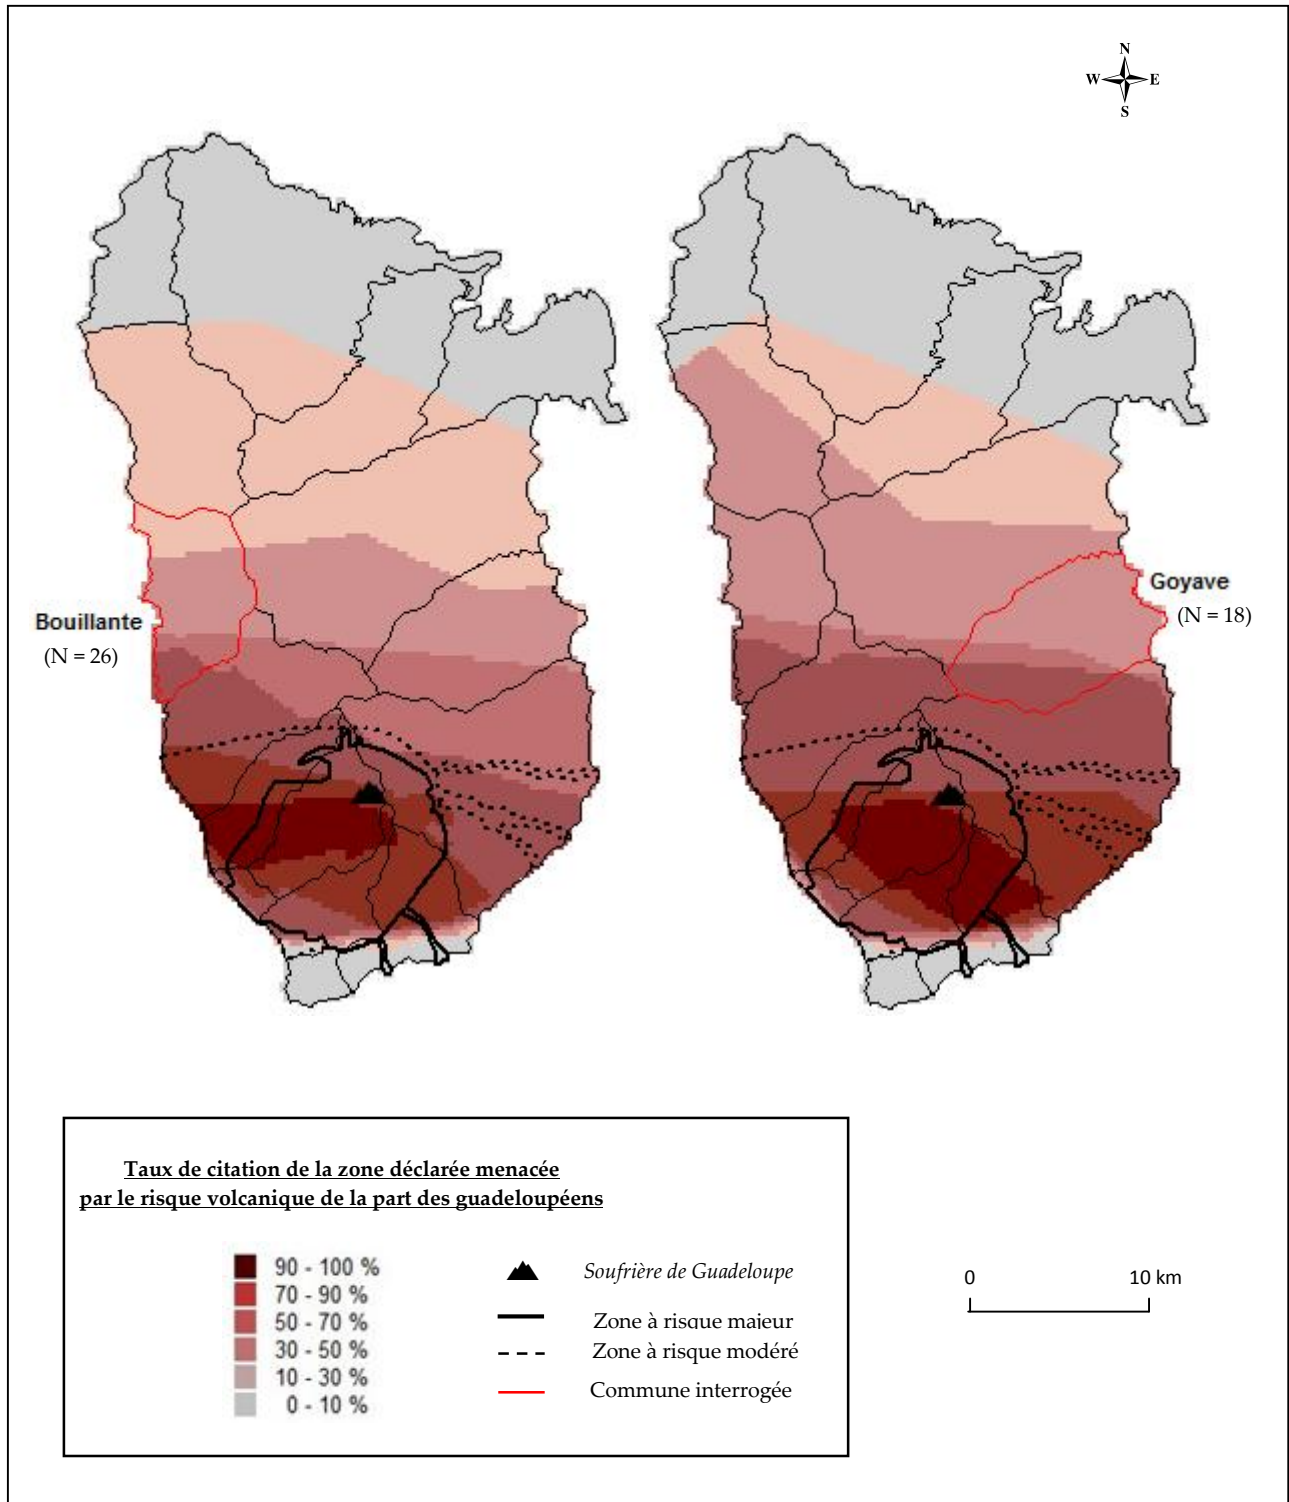 N
W E
S
Bouillante
(N = 26)
Goyave
(N = 18)
Taux de citation de la zone déclarée menacée
par le risque volcanique de la part des guadeloupéens
90 - 100 %
70 - 90 %
50 - 70 %
30 - 50 %
10 - 30 %
0 - 10 %
Soufrière de Guadeloupe
Zone à risque majeur
Zone à risque modéré
Commune interrogée
0 10 km